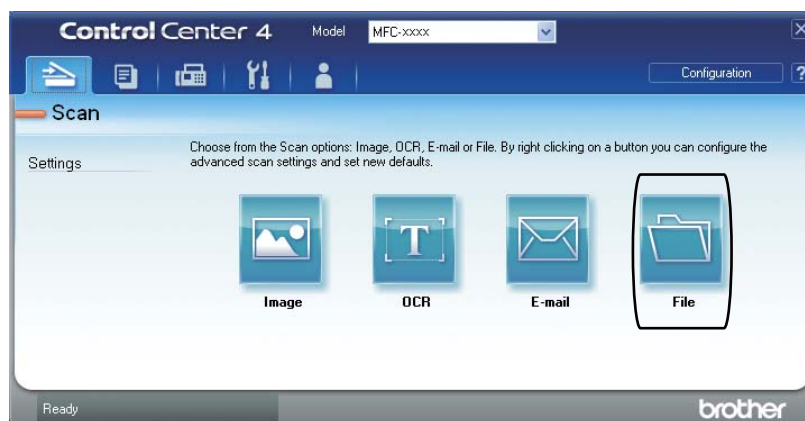 Control Center 4 Model MFC-xxxx
Configuration ?
Scan
Choose from the Scan options: Image, OCR, E-mail or File. By right clicking on a button you can configure the
advanced scan settings and set new defaults.
Settings
T
Image OCR E-mail File
Ready
brother